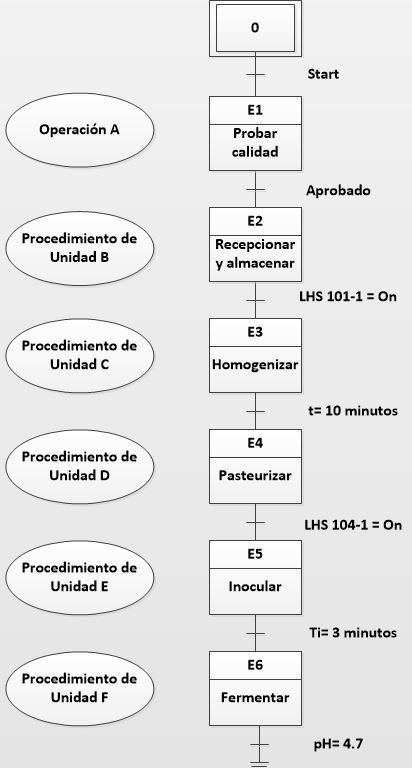 0
Start
E1
Operación A
Probar
calidad
Aprobado
E2
Procedimiento de
Unidad B
Recepcionar
y almacenar
LHS 101-1 = On
E3
Procedimiento de
Unidad C
Homogenizar
t= 10 minutos
E4
Procedimiento de
Unidad D
Pasteurizar
LHS 104-1 = On
E5
Procedimiento de
Unidad E
Inocular
Ti= 3 minutos
E6
Procedimiento de
Unidad F
Fermentar
pH= 4.7